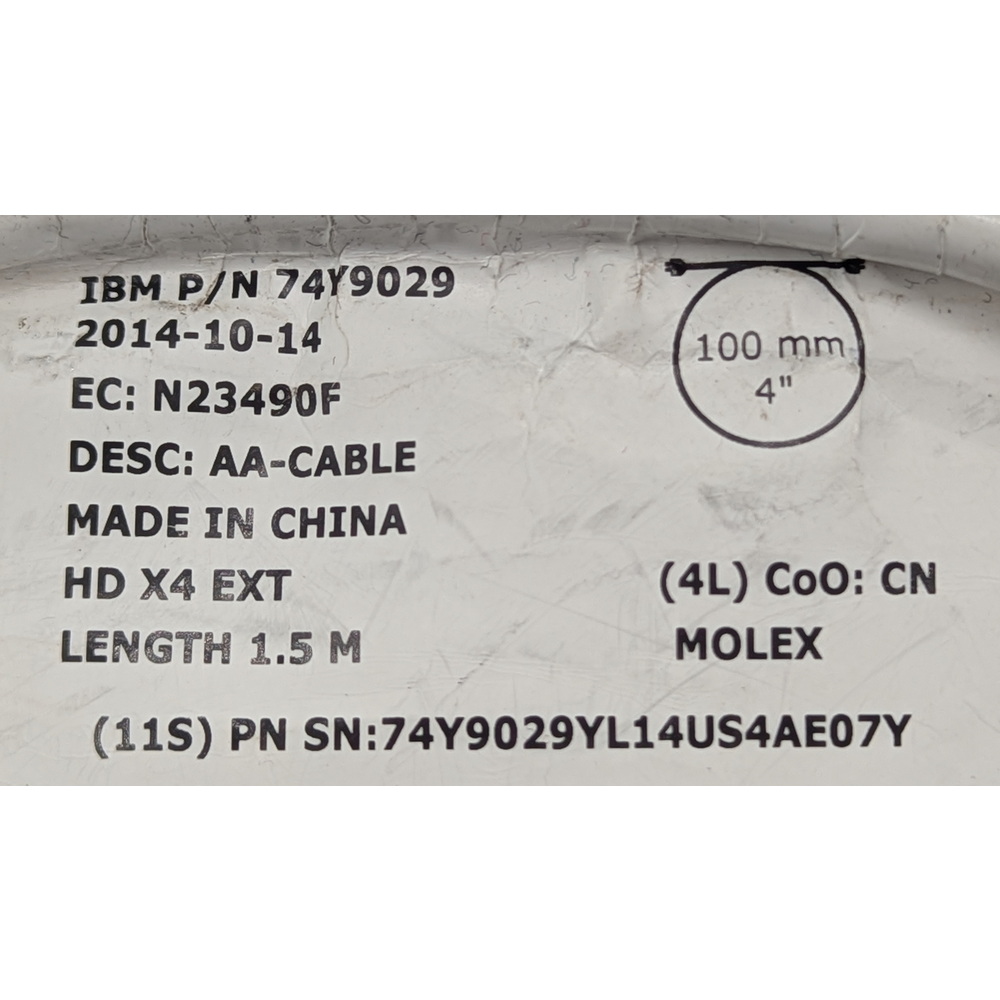 IBM P/N 74Y9029
2014-10-14
EC: N23490F
DESC: AA-CABLE
MADE IN CHINA
HD X4 EXT
LENGTH 1.5 M
100 mm
4"
(4L) CoO: CN
MOLEX
(11S) PN SN:74Y9029YL14US4AE07Y